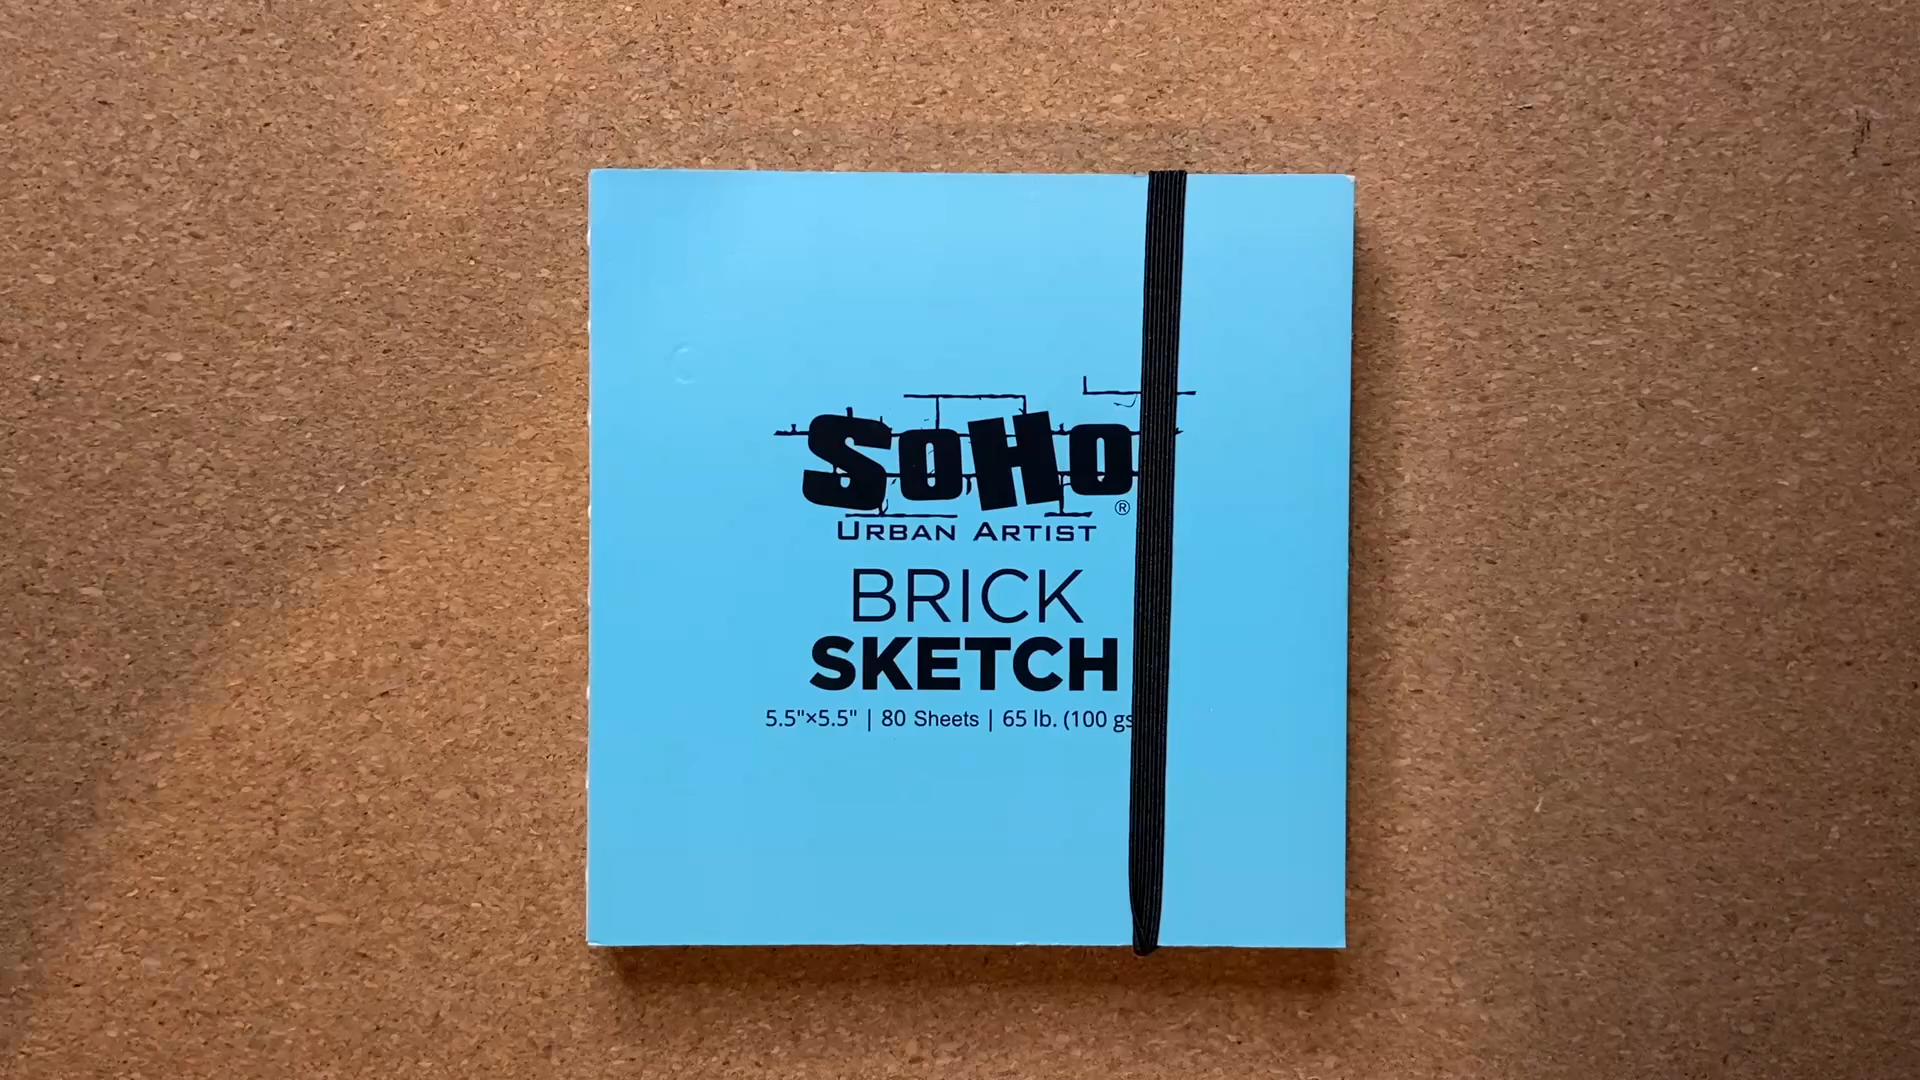 SoHo
®
URBAN ARTIST
BRICK
SKETCH
5.5"×5.5" | 80 Sheets | 65 lb. (100 gs